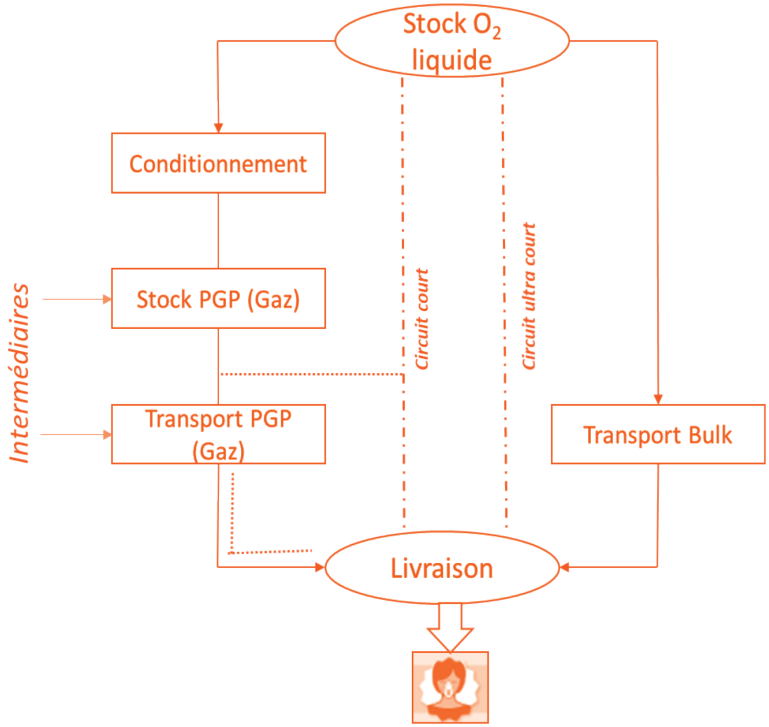 Stock O₂
liquide
Conditionnement
Stock PGP (Gaz)
Intermédiaires
Circuit court
Circuit ultra court
Transport PGP
(Gaz)
Transport Bulk
Livraison